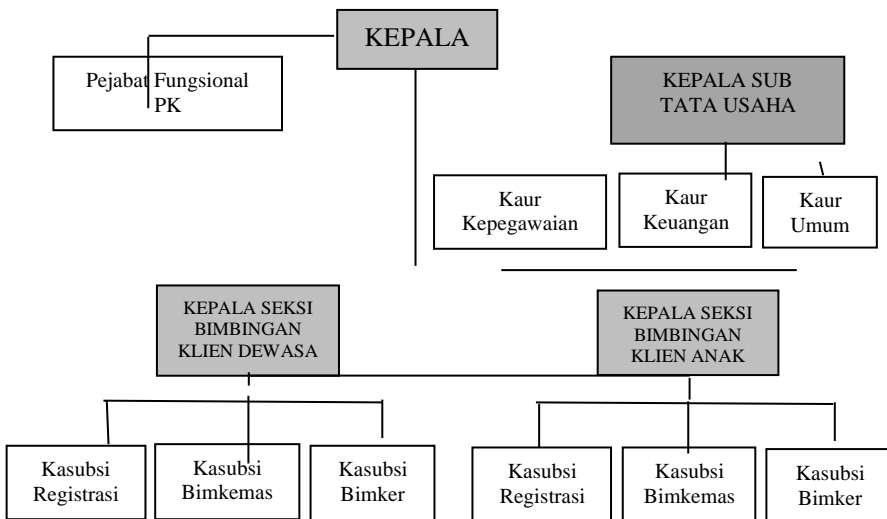 KEPALA
Pejabat Fungsional
PK
KEPALA SUB
TATA USAHA
Kaur
Kepegawaian
Kaur
Keuangan
Kaur
Umum
KEPALA SEKSI
BIMBINGAN
KLIEN DEWASA
KEPALA SEKSI
BIMBINGAN
KLIEN ANAK
Kasubsi
Registrasi
Kasubsi
Bimkemas
Kasubsi
Bimker
Kasubsi
Registrasi
Kasubsi
Bimkemas
Kasubsi
Bimker